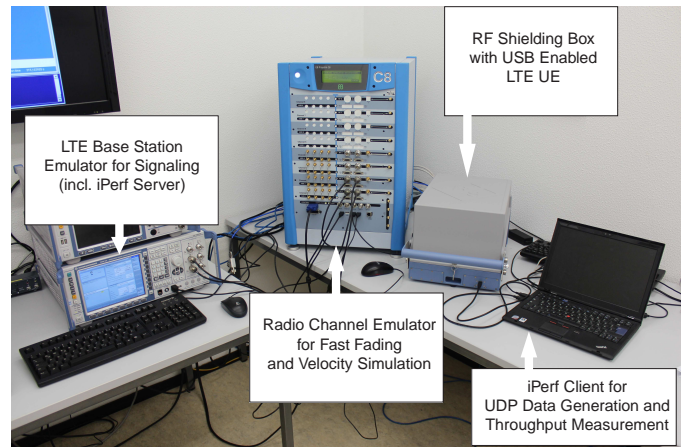 RF Shielding Box
with USB Enabled
LTE UE
C8
LTE Base Station
Emulator for Signaling
(incl. iPerf Server)
Radio Channel Emulator
for Fast Fading
and Velocity Simulation
iPerf Client for
UDP Data Generation and
Throughput Measurement